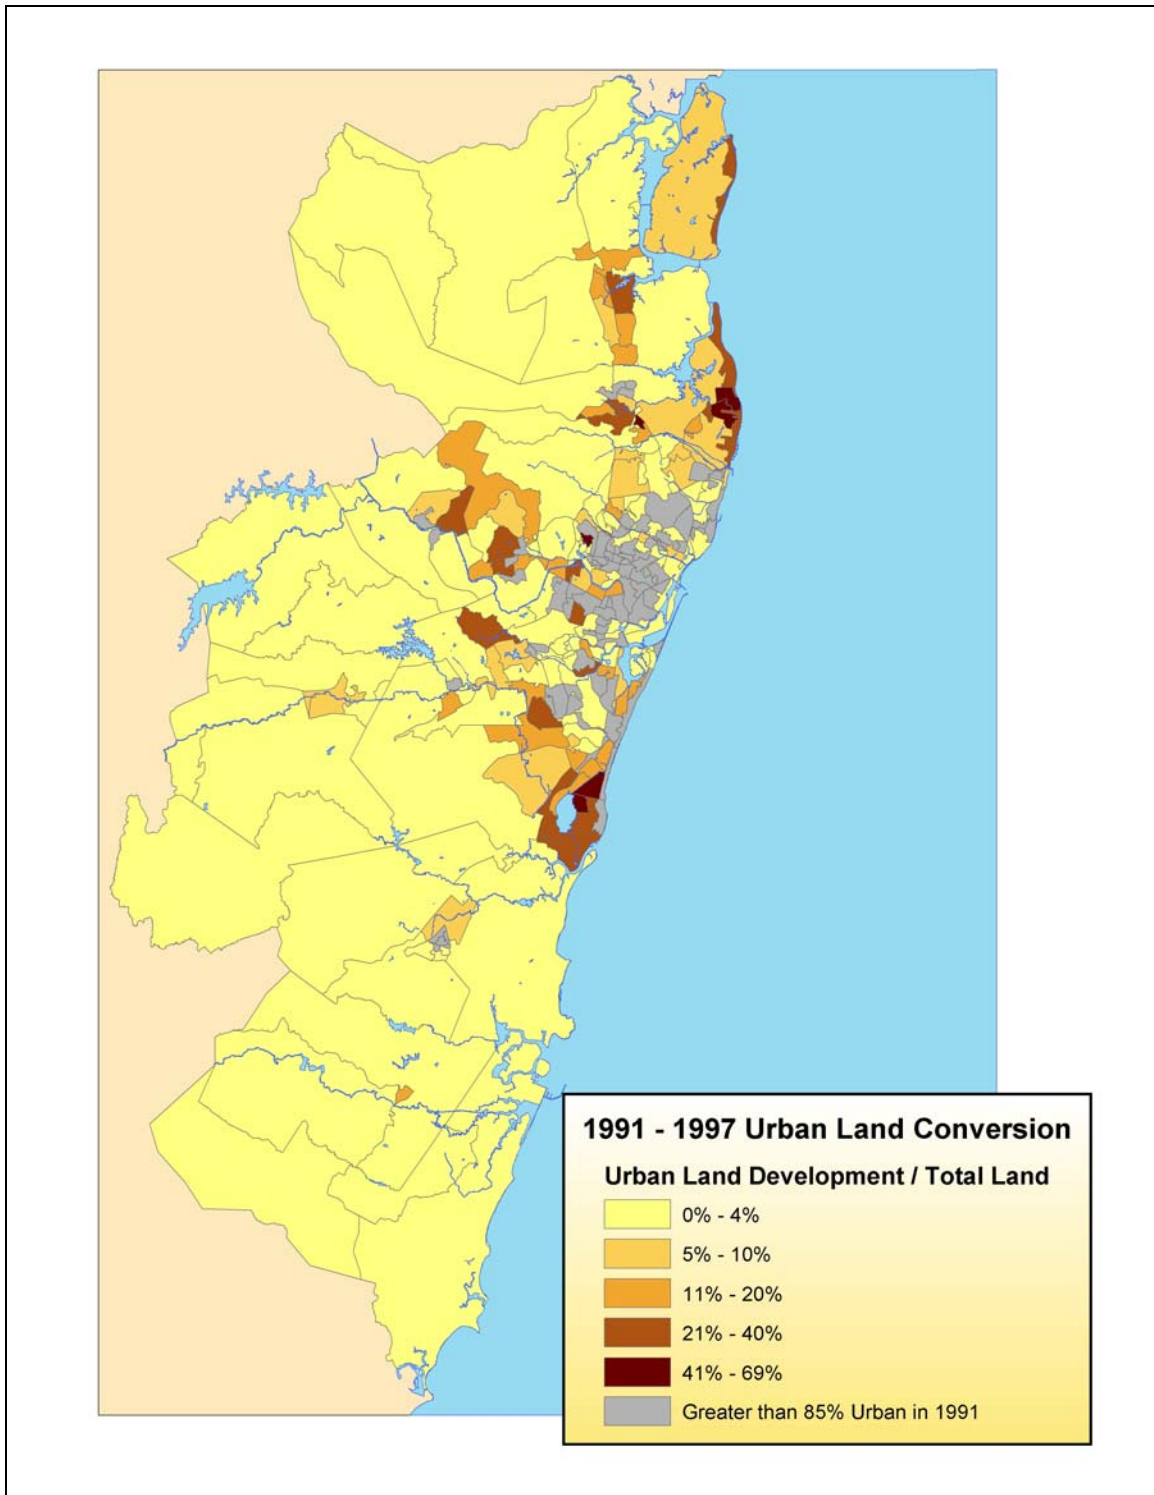 1991 - 1997 Urban Land Conversion
Urban Land Development / Total Land
0% - 4%
5% - 10%
11% - 20%
21% - 40%
41% - 69%
Greater than 85% Urban in 1991